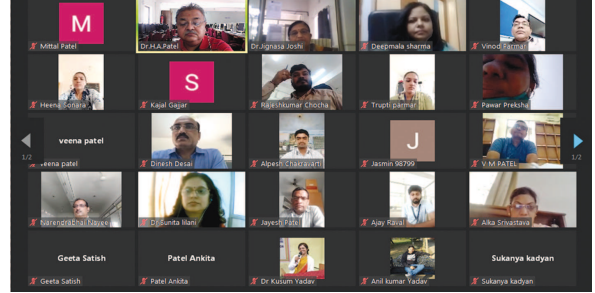 M
Mittal Patel
Dr.H.A.Patel
Dr.Jignasa Joshi
Deepmala sharma
Vinod Parmar
Heena Sonara
S
Kajal Gajjar
Rajeshkumar Chocha
Trupti parmar
Pawar Preksha
1/2
veena patel
veena patel
Dinesh Desai
Alpesh Chakravarti
J
Jasmin 98799
V M PATEL
1/2
Dr Sunita lilani
Jayesh Patel
Ajay Raval
Alka Srivastava
Geeta Satish
Geeta Satish
Patel Ankita
Patel Ankita
Dr Kusum Yadav
Anil kumar Yadav
Sukanya kadyan
Sukanya kadyan